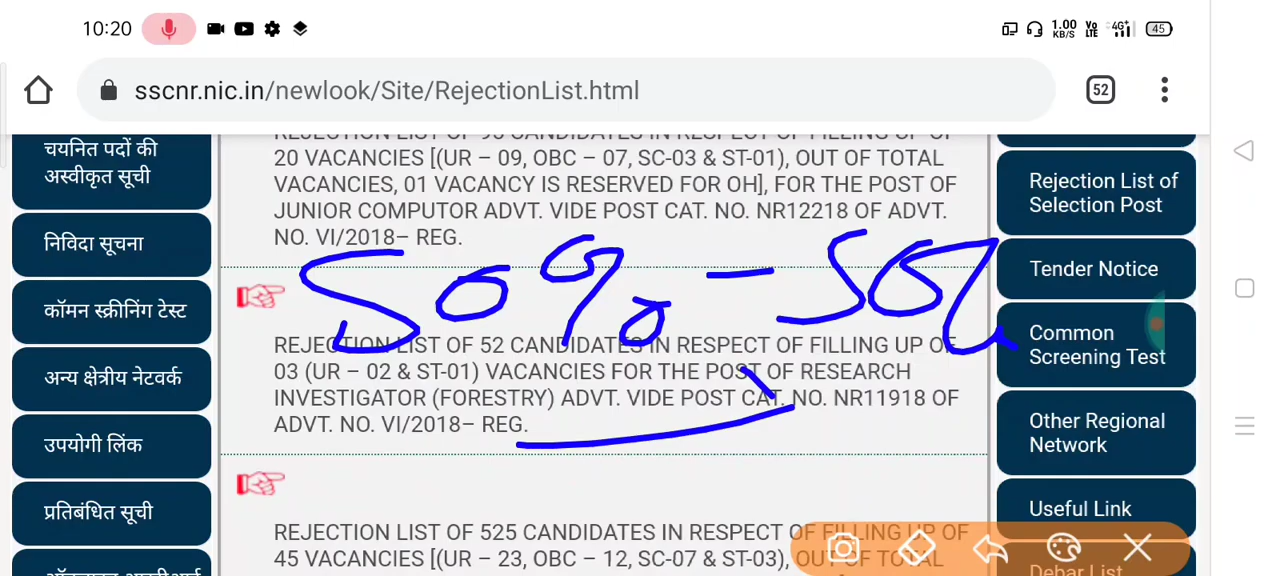 10:20
1.00
KB/S
Vo
LTE
4G+
45
sscnr.nic.in/newlook/Site/RejectionList.html
52
चयनित पदों की
अस्वीकृत सूची
निविदा सूचना
कॉमन स्क्रीनिंग टेस्ट
अन्य क्षेत्रीय नेटवर्क
उपयोगी लिंक
प्रतिबंधित सूची
20 VACANCIES [(UR – 09, OBC – 07, SC-03 & ST-01), OUT OF TOTAL
VACANCIES, 01 VACANCY IS RESERVED FOR OH], FOR THE POST OF
JUNIOR COMPUTOR ADVT. VIDE POST CAT. NO. NR12218 OF ADVT.
NO. VI/2018– REG.
50% –
REJECTION LIST OF 52 CANDIDATES IN RESPECT OF FILLING UP OF
03 (UR – 02 & ST-01) VACANCIES FOR THE POST OF RESEARCH
INVESTIGATOR (FORESTRY) ADVT. VIDE POST CAT. NO. NR11918 OF
ADVT. NO. VI/2018– REG.
REJECTION LIST OF 525 CANDIDATES IN RESPECT OF FILLING UP OF
45 VACANCIES [(UR – 23, OBC – 12, SC-07 & ST-03), OUT OF TOTAL
Rejection List of
Selection Post
Tender Notice
Common
Screening Test
Other Regional
Network
Useful Link
Debar List